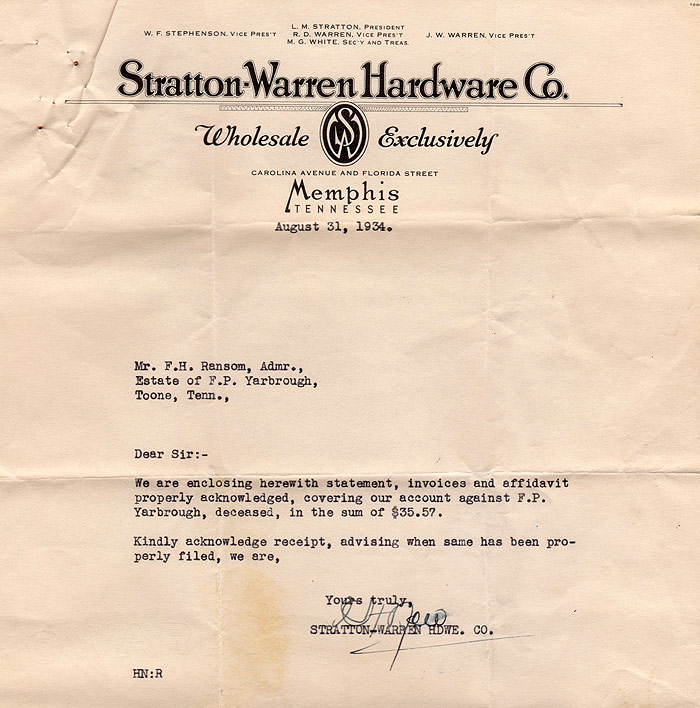 L. M. STRATTON, PRESIDENT
W. F. STEPHENSON, VICE PRES'T R. D. WARREN, VICE PRES'T J. W. WARREN, VICE PRES'T
M. G. WHITE, SEC'Y AND TREAS.
Stratton-Warren Hardware Co.
Wholesale Exclusively
CAROLINA AVENUE AND FLORIDA STREET
Memphis
TENNESSEE
August 31, 1934.
Mr. F.H. Ransom, Admr.,
Estate of F.P. Yarbrough,
Toone, Tenn.,
Dear Sir:-
We are enclosing herewith statement, invoices and affidavit
properly acknowledged, covering our account against F.P.
Yarbrough, deceased, in the sum of $35.57.
Kindly acknowledge receipt, advising when same has been pro-
perly filed, we are,
Yours truly,
STRATTON-WARREN HDWE. CO.
HN:R